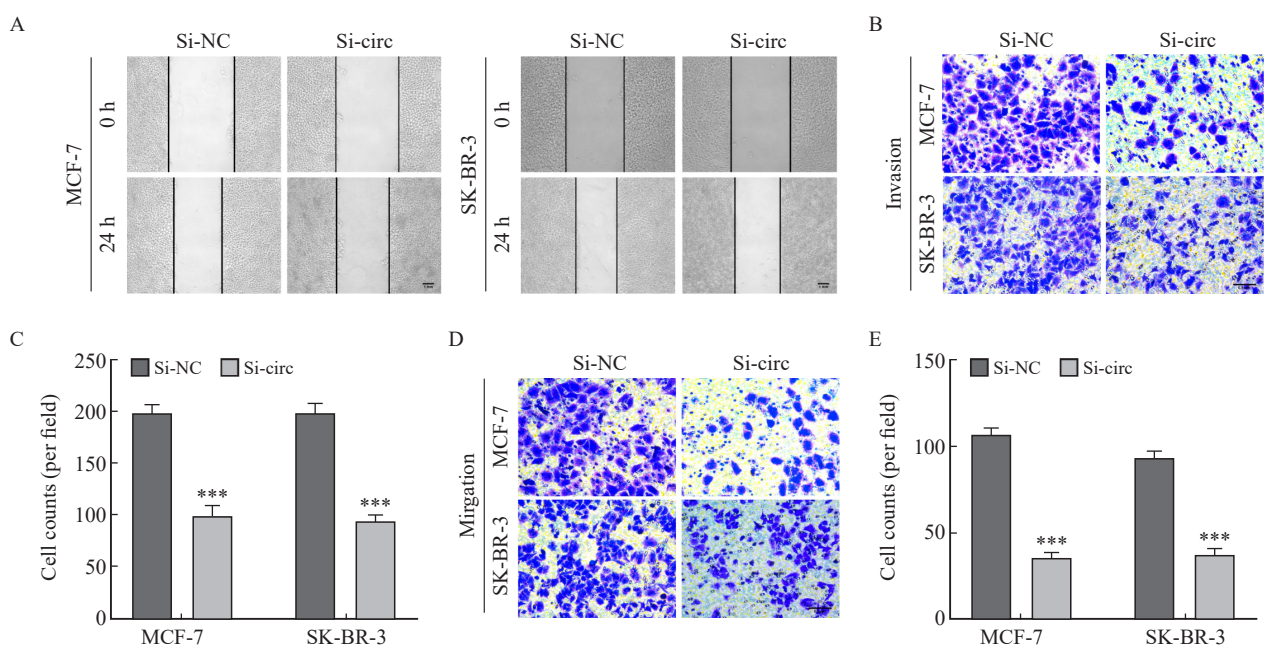 A
Si-NC Si-circ
MCF-7
0 h
24 h
Si-NC Si-circ
SK-BR-3
0 h
24 h
B
Si-NC Si-circ
Invasion
MCF-7
SK-BR-3
C
Cell counts (per field)
250
200
150
100
50
0
Si-NC Si-circ
***
***
MCF-7 SK-BR-3
D
Si-NC Si-circ
Mirgation
MCF-7
SK-BR-3
E
Cell counts (per field)
150
100
50
0
Si-NC Si-circ
***
***
MCF-7 SK-BR-3